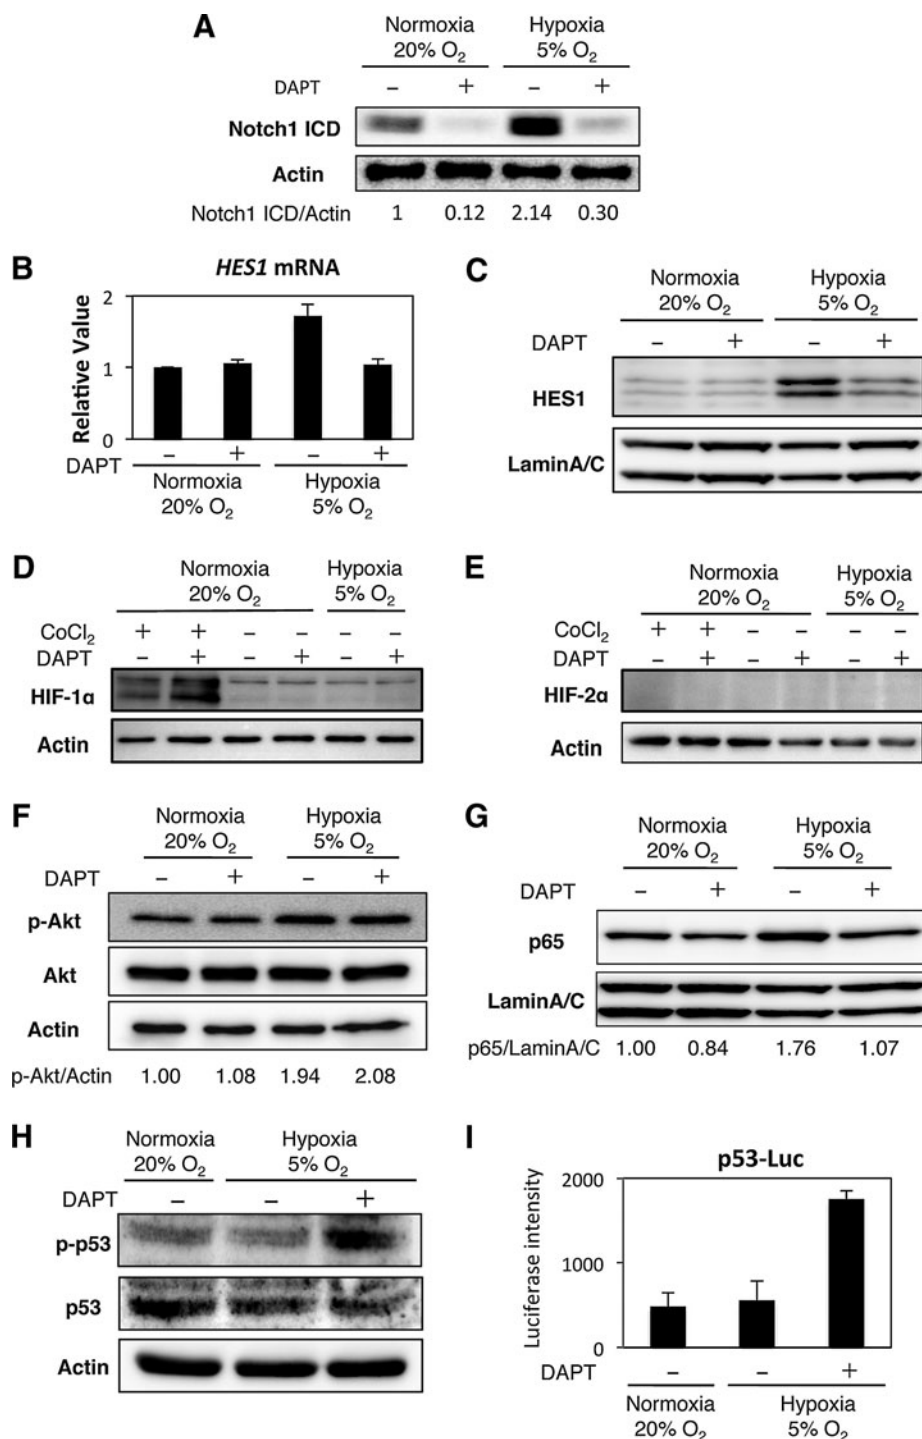 A
Normoxia Hypoxia
20% O₂ 5% O₂
DAPT – + – +
Notch1 ICD
Actin
Notch1 ICD/Actin 1 0.12 2.14 0.30
B
HES1 mRNA
Relative Value
2
1
0
DAPT – + – +
Normoxia Hypoxia
20% O₂ 5% O₂
C
Normoxia Hypoxia
20% O₂ 5% O₂
DAPT – + – +
HES1
LaminA/C
D
Normoxia Hypoxia
20% O₂ 5% O₂
CoCl₂ + + – – – –
DAPT – + – + – +
HIF-1α
Actin
E
Normoxia Hypoxia
20% O₂ 5% O₂
CoCl₂ + + – – – –
DAPT – + – + – +
HIF-2α
Actin
F
Normoxia Hypoxia
20% O₂ 5% O₂
DAPT – + – +
p-Akt
Akt
Actin
p-Akt/Actin 1.00 1.08 1.94 2.08
G
Normoxia Hypoxia
20% O₂ 5% O₂
DAPT – + – +
p65
LaminA/C
p65/LaminA/C 1.00 0.84 1.76 1.07
H
Normoxia Hypoxia
20% O₂ 5% O₂
DAPT – – +
p-p53
p53
Actin
I
p53-Luc
Luciferase intensity
2000
1000
0
DAPT – – +
Normoxia Hypoxia
20% O₂ 5% O₂